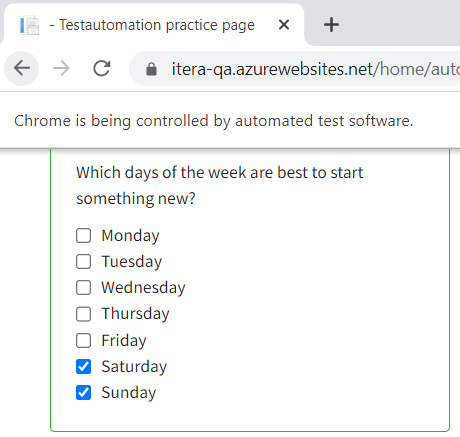 - Testautomation practice page
itera-qa.azurewebsites.net/home/auto
Chrome is being controlled by automated test software.
Which days of the week are best to start
something new?
Monday
Tuesday
Wednesday
Thursday
Friday
Saturday
Sunday